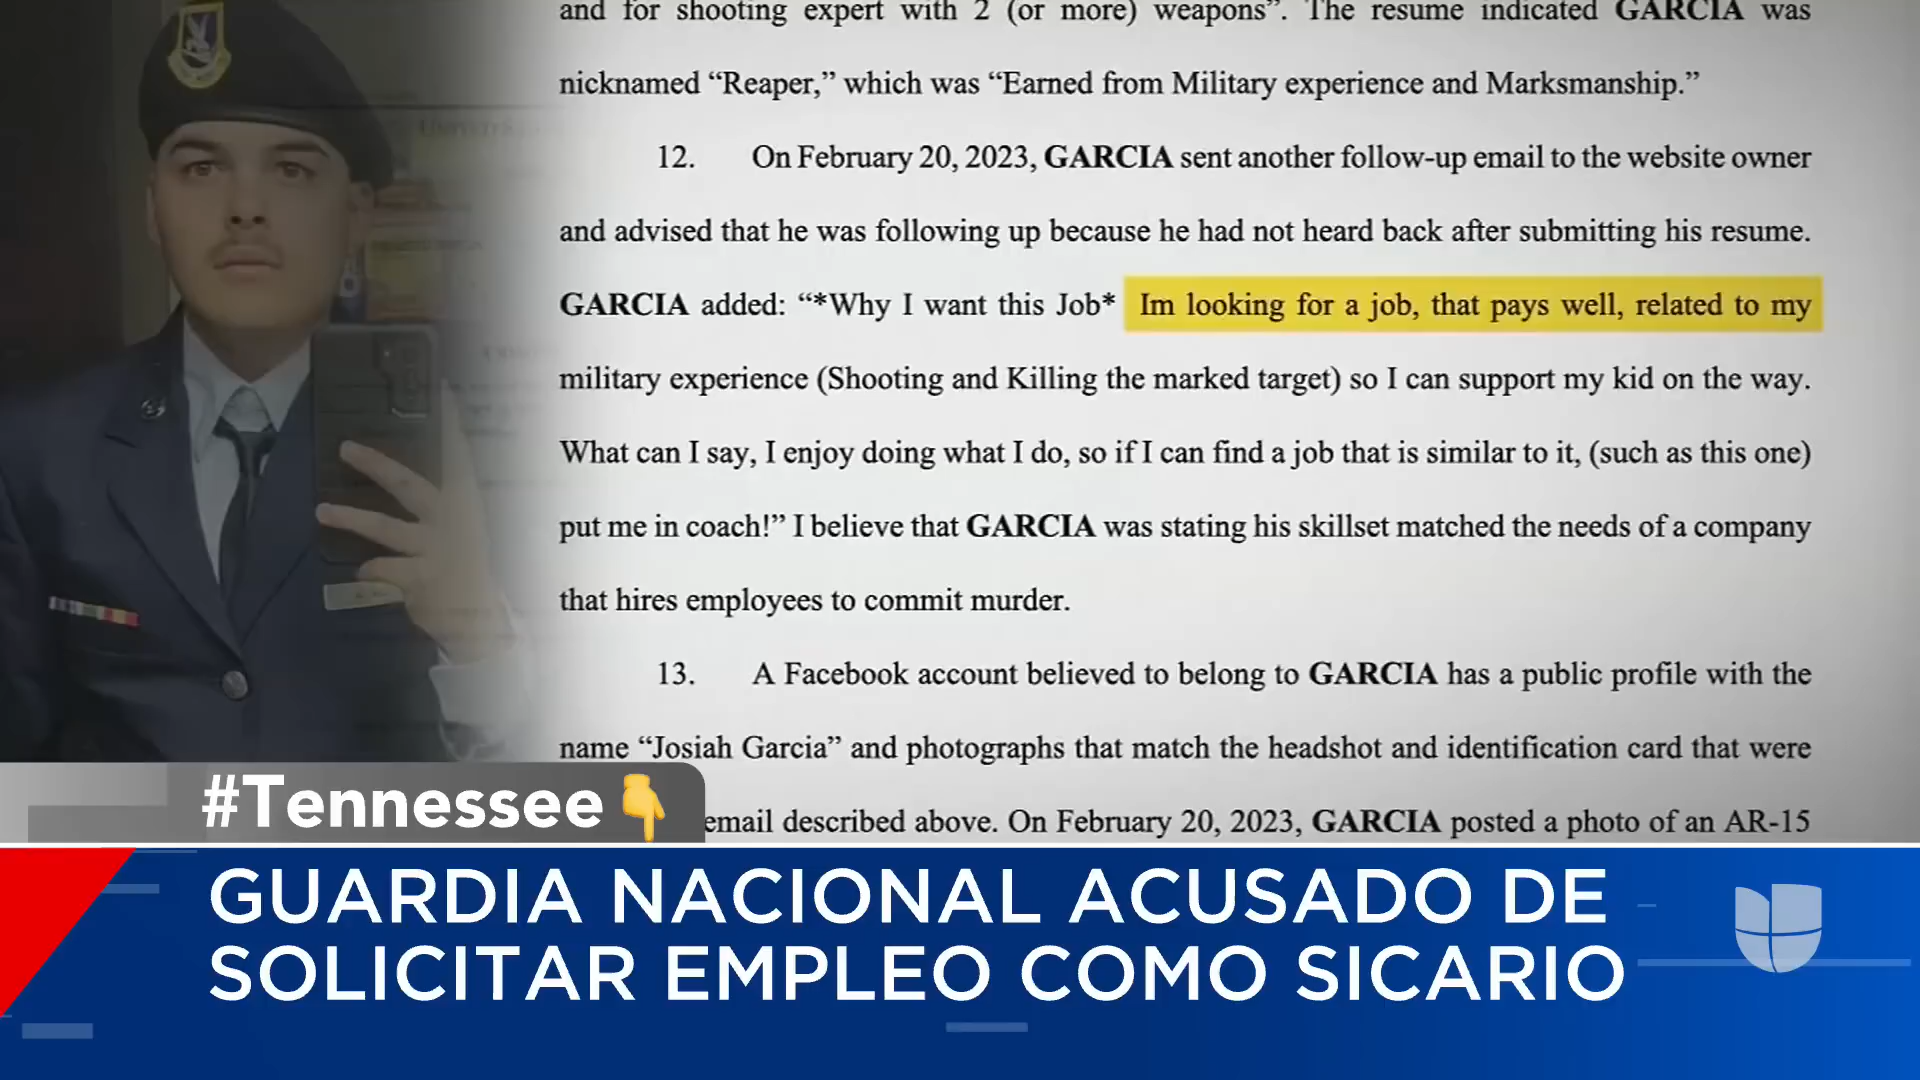 and for shooting expert with 2 (or more) weapons”. The resume indicated GARCIA was
nicknamed “Reaper,” which was “Earned from Military experience and Marksmanship.”
12. On February 20, 2023, GARCIA sent another follow-up email to the website owner
and advised that he was following up because he had not heard back after submitting his resume.
GARCIA added: “*Why I want this Job* Im looking for a job, that pays well, related to my
military experience (Shooting and Killing the marked target) so I can support my kid on the way.
What can I say, I enjoy doing what I do, so if I can find a job that is similar to it, (such as this one)
put me in coach!” I believe that GARCIA was stating his skillset matched the needs of a company
that hires employees to commit murder.
13. A Facebook account believed to belong to GARCIA has a public profile with the
name “Josiah Garcia” and photographs that match the headshot and identification card that were
email described above. On February 20, 2023, GARCIA posted a photo of an AR-15
#Tennessee👇
GUARDIA NACIONAL ACUSADO DE
SOLICITAR EMPLEO COMO SICARIO